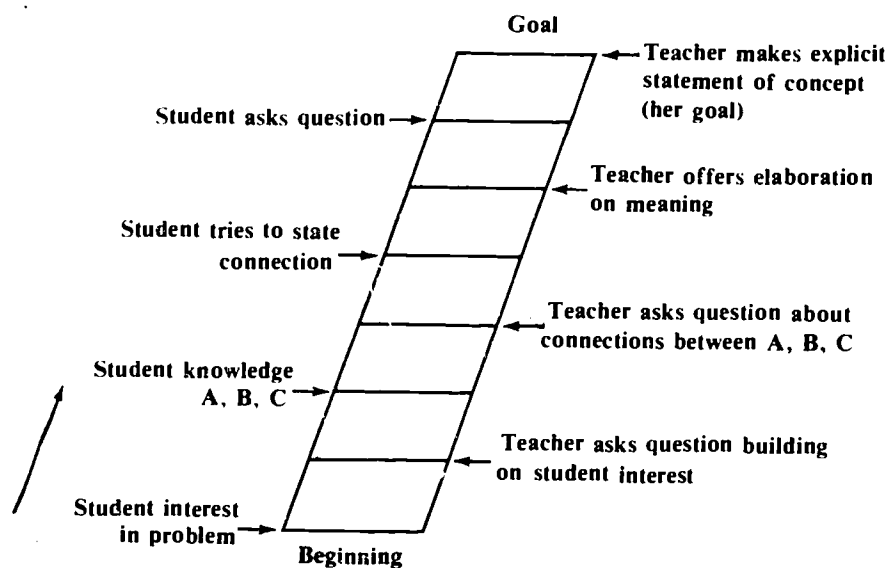 Goal
Teacher makes explicit
statement of concept
(her goal)
Student asks question
Teacher offers elaboration
on meaning
Student tries to state
connection
Teacher asks question about
connections between A, B, C
Student knowledge
A, B, C
Teacher asks question building
on student interest
Student interest
in problem
Beginning